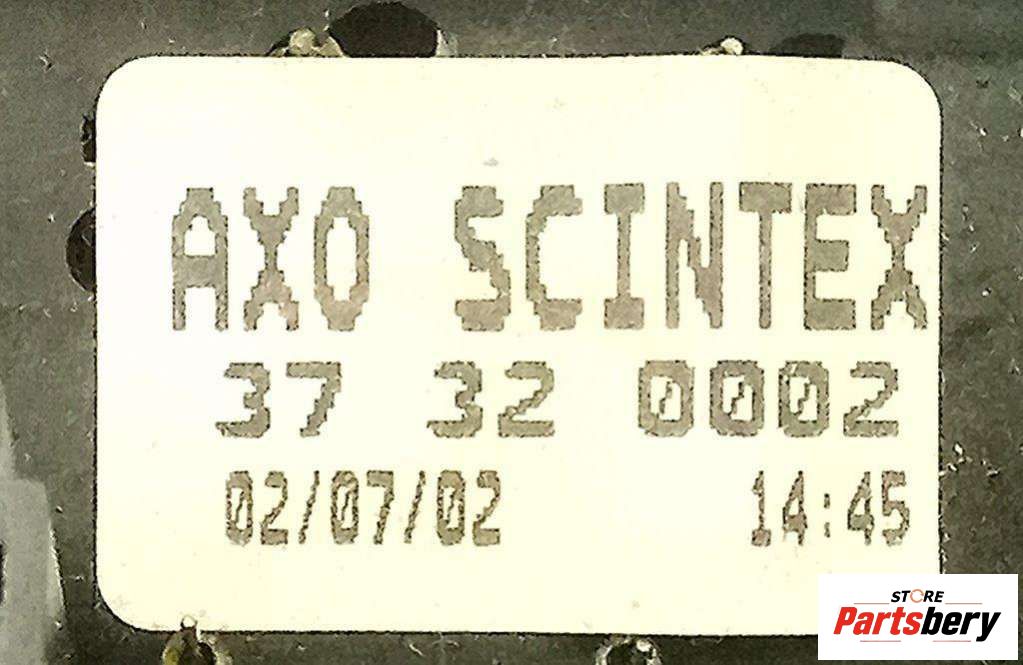 AXO SCINTEX
37 32 0002
02/07/02 14:45
STORE
Partsbery